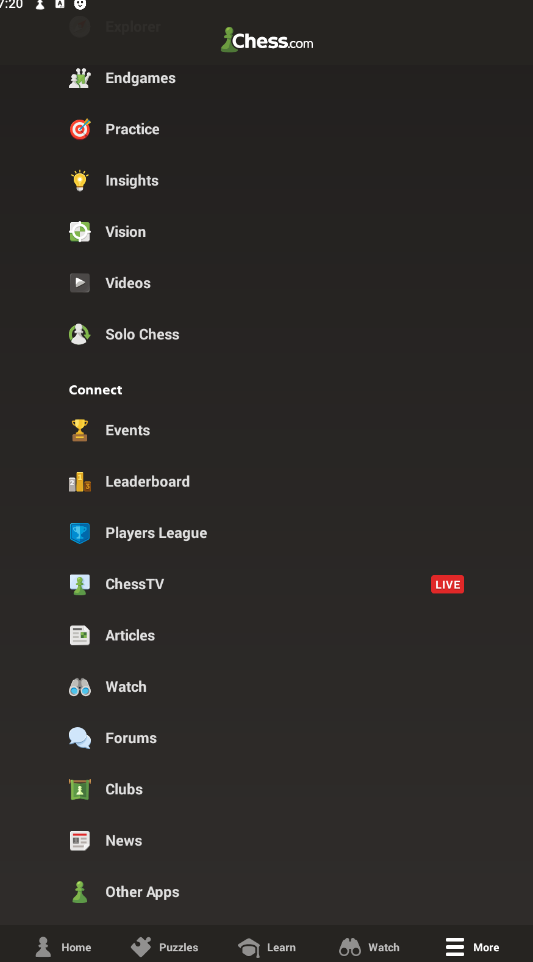 7:20
Explorer
Chess.com
Endgames
Practice
Insights
Vision
Videos
Solo Chess
Connect
Events
Leaderboard
Players League
ChessTV LIVE
Articles
Watch
Forums
Clubs
News
Other Apps
Home Puzzles Learn Watch More